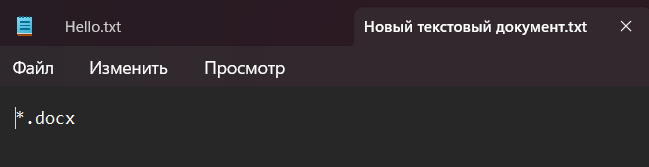 Hello.txt
Новый текстовый документ.txt
Файл Изменить Просмотр
*.docx